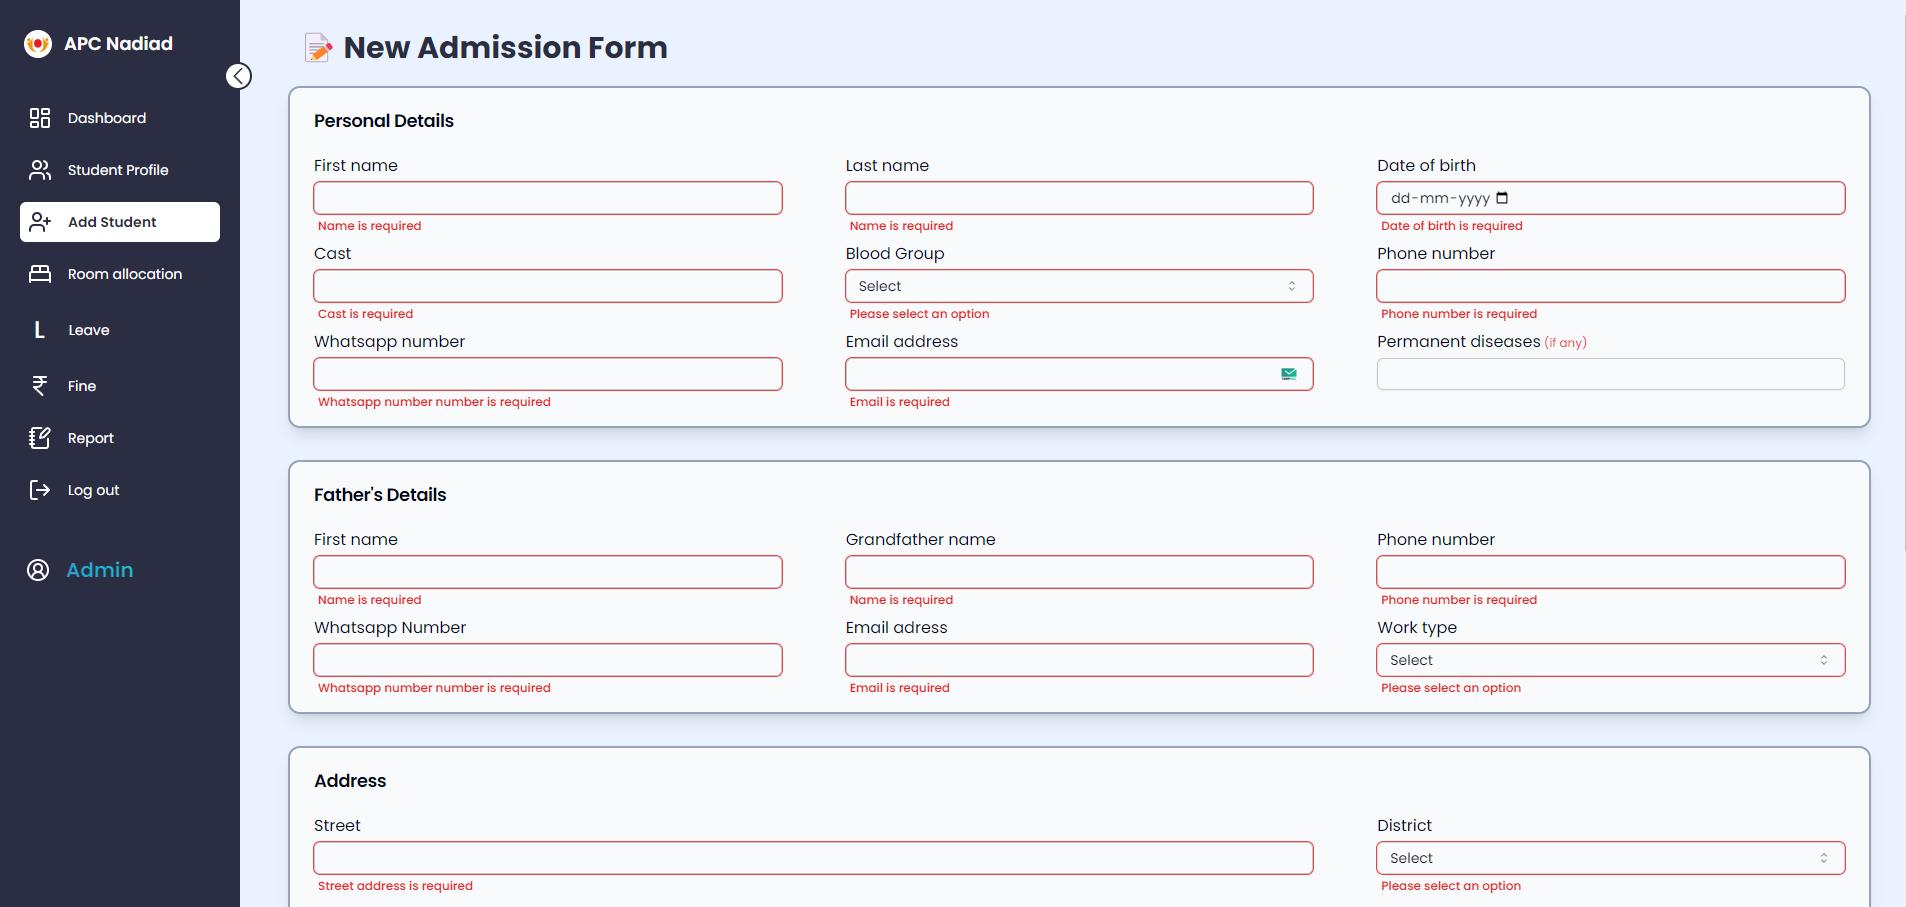 APC Nadiad
Dashboard
Student Profile
Add Student
Room allocation
L Leave
Fine
Report
Log out
Admin
New Admission Form
Personal Details
First name Last name Date of birth
dd-mm-yyyy
Name is required Name is required Date of birth is required
Cast Blood Group Phone number
Select
Cast is required Please select an option Phone number is required
Whatsapp number Email address Permanent diseases (if any)
Whatsapp number number is required Email is required
Father's Details
First name Grandfather name Phone number
Name is required Name is required Phone number is required
Whatsapp Number Email adress Work type
Select
Whatsapp number number is required Email is required Please select an option
Address
Street District
Select
Street address is required Please select an option